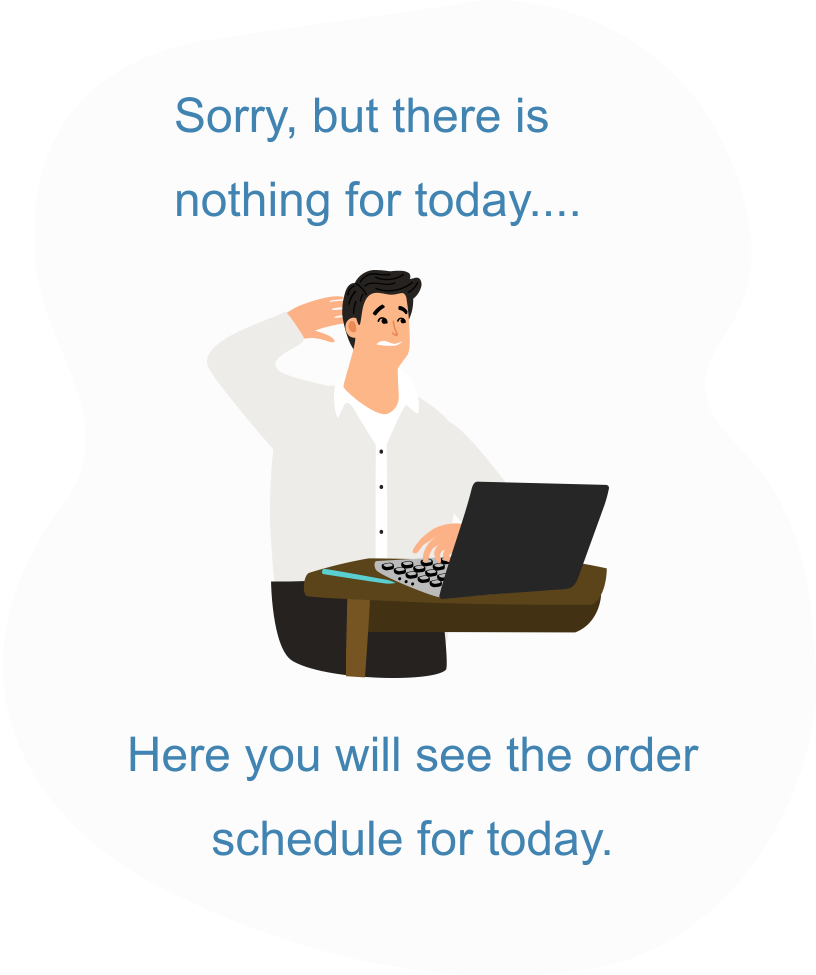 Sorry, but there is
nothing for today....
Here you will see the order
schedule for today.